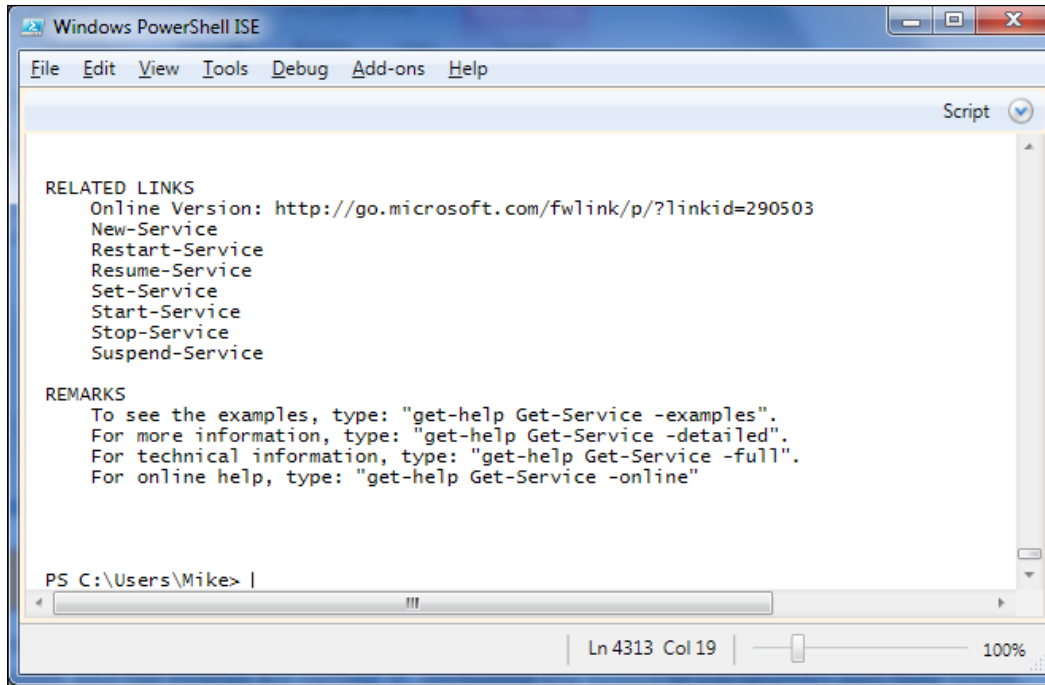 Windows PowerShell ISE
File Edit View Tools Debug Add-ons Help
Script
RELATED LINKS
Online Version: http://go.microsoft.com/fwlink/p/?linkid=290503
New-Service
Restart-Service
Resume-Service
Set-Service
Start-Service
Stop-Service
Suspend-Service
REMARKS
To see the examples, type: "get-help Get-Service -examples".
For more information, type: "get-help Get-Service -detailed".
For technical information, type: "get-help Get-Service -full".
For online help, type: "get-help Get-Service -online"
PS C:\Users\Mike>
Ln 4313 Col 19 100%